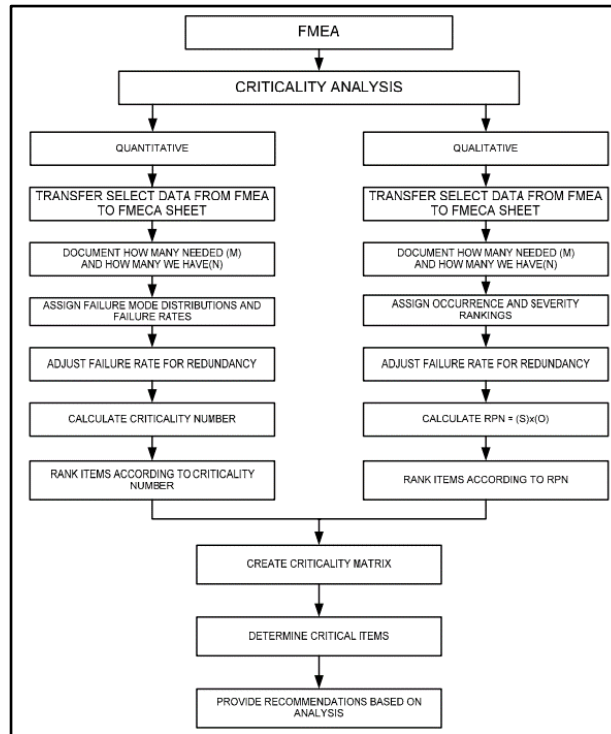 FMEA
CRITICALITY ANALYSIS
QUANTITATIVE
QUALITATIVE
TRANSFER SELECT DATA FROM FMEA
TO FMECA SHEET
TRANSFER SELECT DATA FROM FMEA
TO FMECA SHEET
DOCUMENT HOW MANY NEEDED (M)
AND HOW MANY WE HAVE(N)
DOCUMENT HOW MANY NEEDED (M)
AND HOW MANY WE HAVE(N)
ASSIGN FAILURE MODE DISTRIBUTIONS AND
FAILURE RATES
ASSIGN OCCURRENCE AND SEVERITY
RANKINGS
ADJUST FAILURE RATE FOR REDUNDANCY
ADJUST FAILURE RATE FOR REDUNDANCY
CALCULATE CRITICALITY NUMBER
CALCULATE RPN = (S)x(O)
RANK ITEMS ACCORDING TO CRITICALITY
NUMBER
RANK ITEMS ACCORDING TO RPN
CREATE CRITICALITY MATRIX
DETERMINE CRITICAL ITEMS
PROVIDE RECOMMENDATIONS BASED ON
ANALYSIS